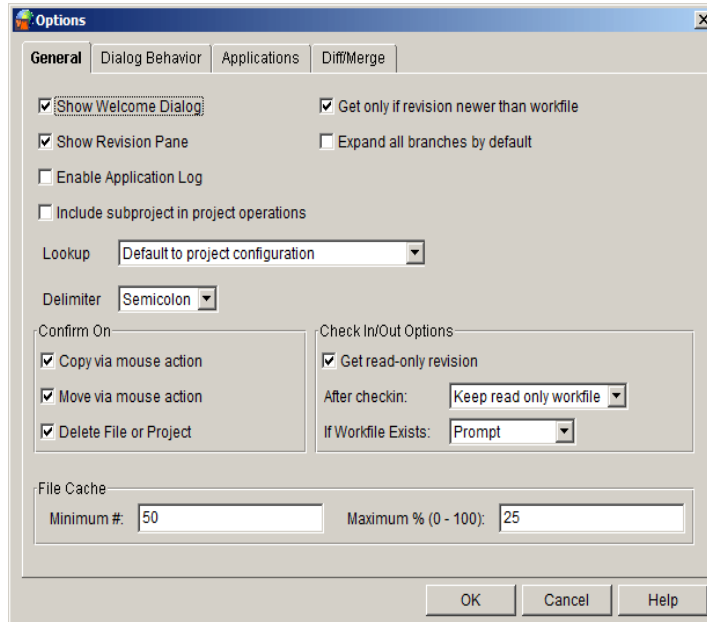 Options
General Dialog Behavior Applications Diff/Merge
Show Welcome Dialog Get only if revision newer than workfile
Show Revision Pane Expand all branches by default
Enable Application Log
Include subproject in project operations
Lookup Default to project configuration
Delimiter Semicolon
Confirm On Check In/Out Options
Copy via mouse action Get read-only revision
Move via mouse action After checkin: Keep read only workfile
Delete File or Project If Workfile Exists: Prompt
File Cache
Minimum #: 50 Maximum % (0 - 100): 25
OK Cancel Help